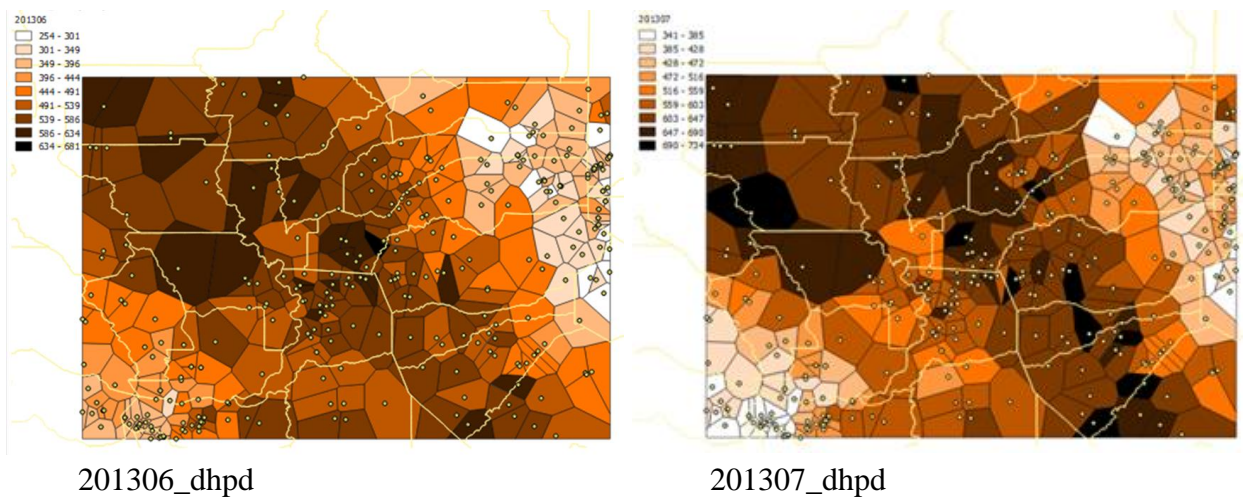 201306
254 - 301
301 - 349
349 - 396
396 - 444
444 - 491
491 - 539
539 - 586
586 - 634
634 - 681
201307
341 - 385
385 - 428
428 - 472
472 - 516
516 - 559
559 - 603
603 - 647
647 - 690
690 - 734
201306_dhpd
201307_dhpd